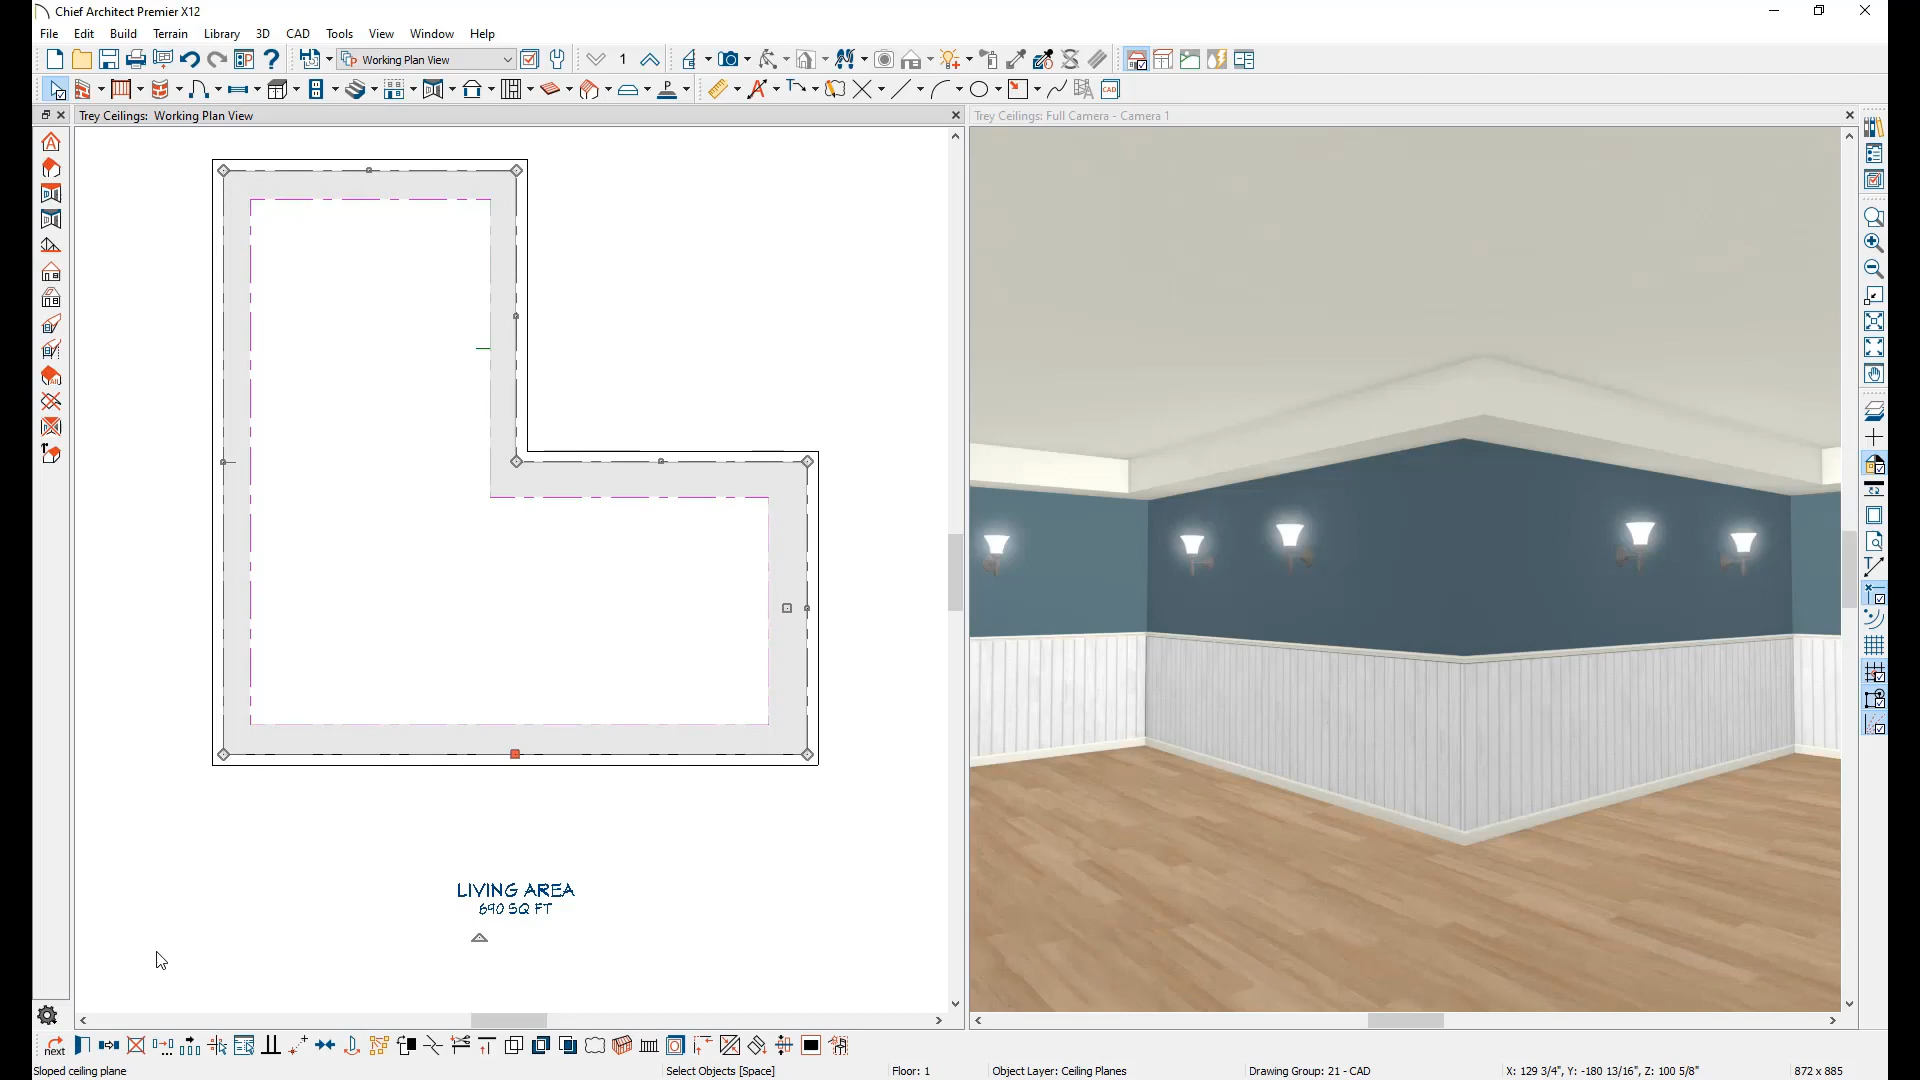 Chief Architect Premier X12
File Edit Build Terrain Library 3D CAD Tools View Window Help
Working Plan View
1
CAD
Trey Ceilings: Working Plan View
Trey Ceilings: Full Camera - Camera 1
LIVING AREA
690 SQ FT
next
Sloped ceiling plane
Select Objects [Space]
Floor: 1
Object Layer: Ceiling Planes
Drawing Group: 21 - CAD
X: 129 3/4", Y: -180 13/16", Z: 100 5/8"
872 x 885